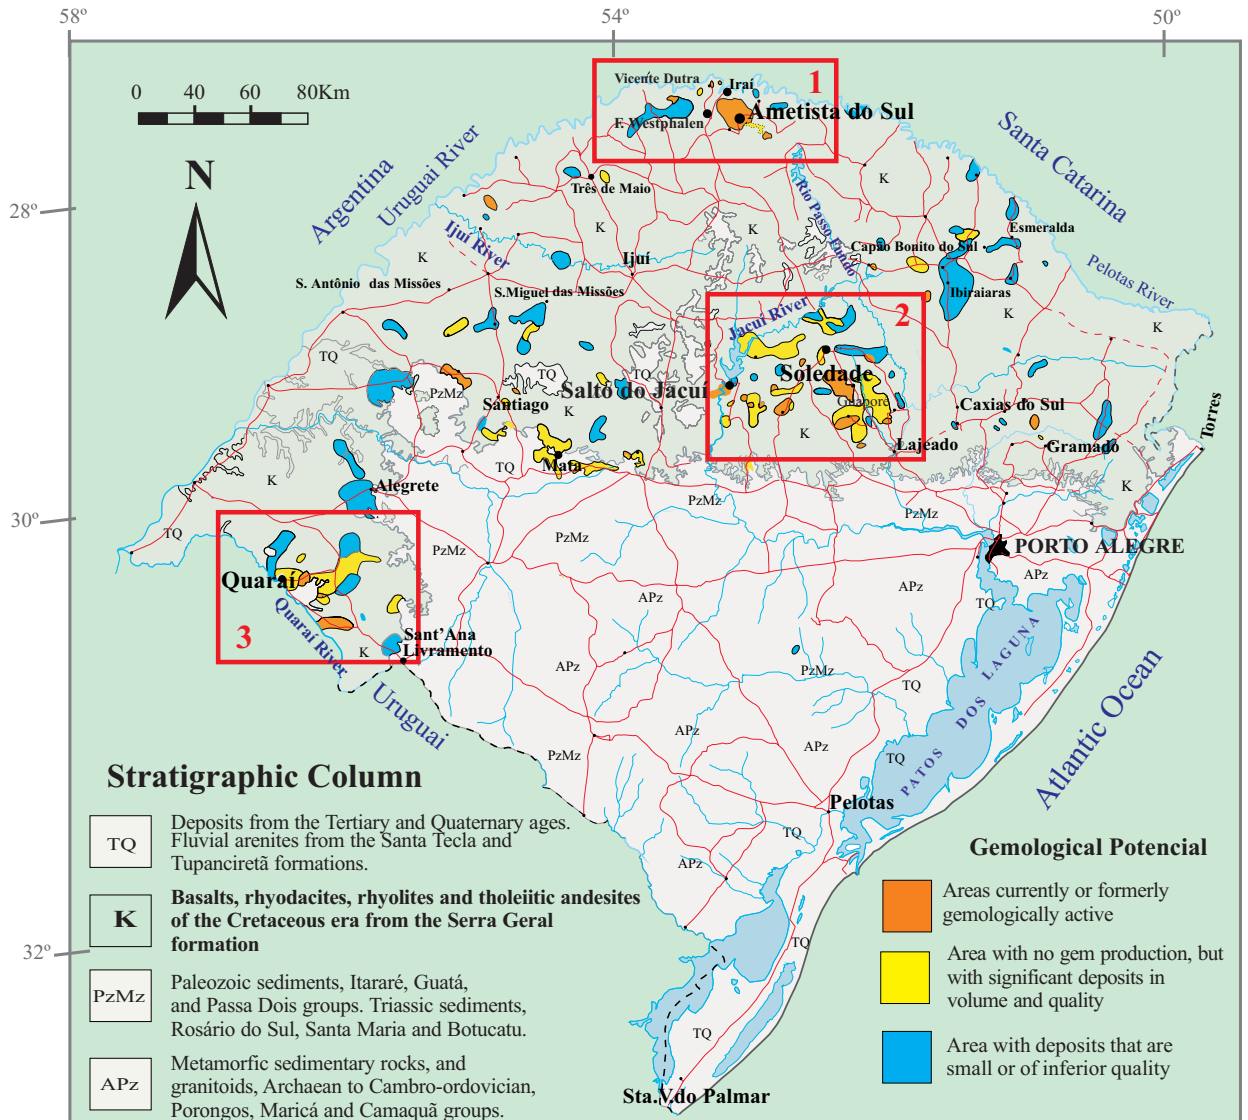 58º
54º
50º
0
40
60
80Km
N
28º
30º
32º
Argentina
Uruguai River
Santa Catarina
Pelotas River
Atlantic Ocean
Uruguai
1
Vicente Dutra
Iraí
F. Westphalen
Ametista do Sul
Três de Maio
Rio Passo Fundo
K
K
K
K
Ijuí River
Ijuí
Esmeralda
Capão Bonito do Sul
Ibiraiaras
S. Antônio das Missões
S.Miguel das Missões
K
K
2
Jacuí River
Soledade
Salto do Jacuí
Guaporé
Lajeado
K
TQ
PzMz
TQ
TQ
Santiago
K
Caxias do Sul
Gramado
Torres
Mata
TQ
K
Alegrete
K
TQ
PzMz
PzMz
PzMz
PzMz
PORTO ALEGRE
Quaraí
3
Quaraí River
K
Sant'Ana
Livramento
APz
APz
APz
TQ
APz
PzMz
TQ
APz
APz
PzMz
TQ
PATOS DOS LAGUNA
Pelotas
TQ
APz
TQ
TQ
Sta.V.do Palmar
Stratigraphic Column
TQ
Deposits from the Tertiary and Quaternary ages.
Fluvial arenites from the Santa Tecla and
Tupanciretã formations.
K
Basalts, rhyodacites, rhyolites and tholeiitic andesites
of the Cretaceous era from the Serra Geral
formation
PzMz
Paleozoic sediments, Itararé, Guatá,
and Passa Dois groups. Triassic sediments,
Rosário do Sul, Santa Maria and Botucatu.
APz
Metamorfic sedimentary rocks, and
granitoids, Archaean to Cambro-ordovician,
Porongos, Maricá and Camaquã groups.
Gemological Potencial
Areas currently or formerly
gemologically active
Area with no gem production, but
with significant deposits in
volume and quality
Area with deposits that are
small or of inferior quality